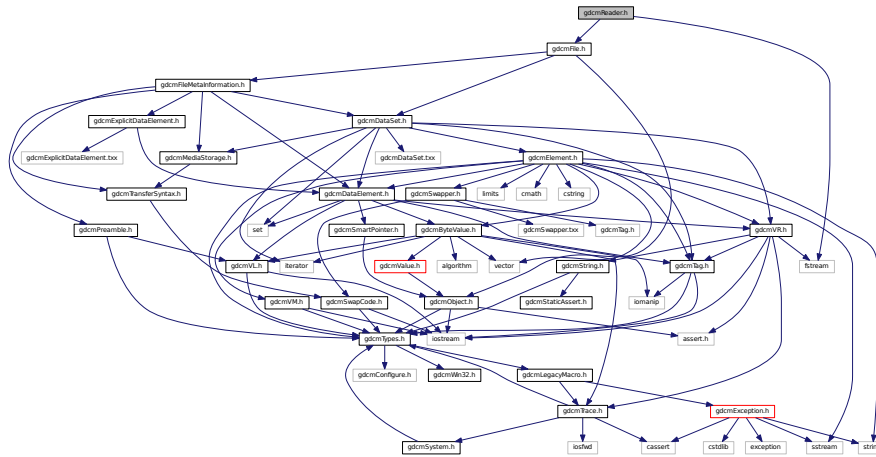 gdcmReader.h
gdcmFile.h
gdcmFileMetaInformation.h
gdcmExplicitDataElement.h
gdcmDataSet.h
gdcmExplicitDataElement.txx
gdcmMediaStorage.h
gdcmDataSet.txx
gdcmElement.h
gdcmTransferSyntax.h
gdcmDataElement.h
gdcmSwapper.h
limits
cmath
cstring
gdcmPreamble.h
set
gdcmSmartPointer.h
gdcmByteValue.h
gdcmSwapper.txx
gdcmTag.h
gdcmVR.h
gdcmVL.h
iterator
gdcmValue.h
algorithm
vector
gdcmString.h
gdcmTag.h
fstream
gdcmVM.h
gdcmSwapCode.h
gdcmObject.h
gdcmStaticAssert.h
iomanip
gdcmTypes.h
iostream
assert.h
gdcmConfigure.h
gdcmWin32.h
gdcmLegacyMacro.h
gdcmTrace.h
gdcmException.h
gdcmSystem.h
iosfwd
cassert
cstdlib
exception
sstream